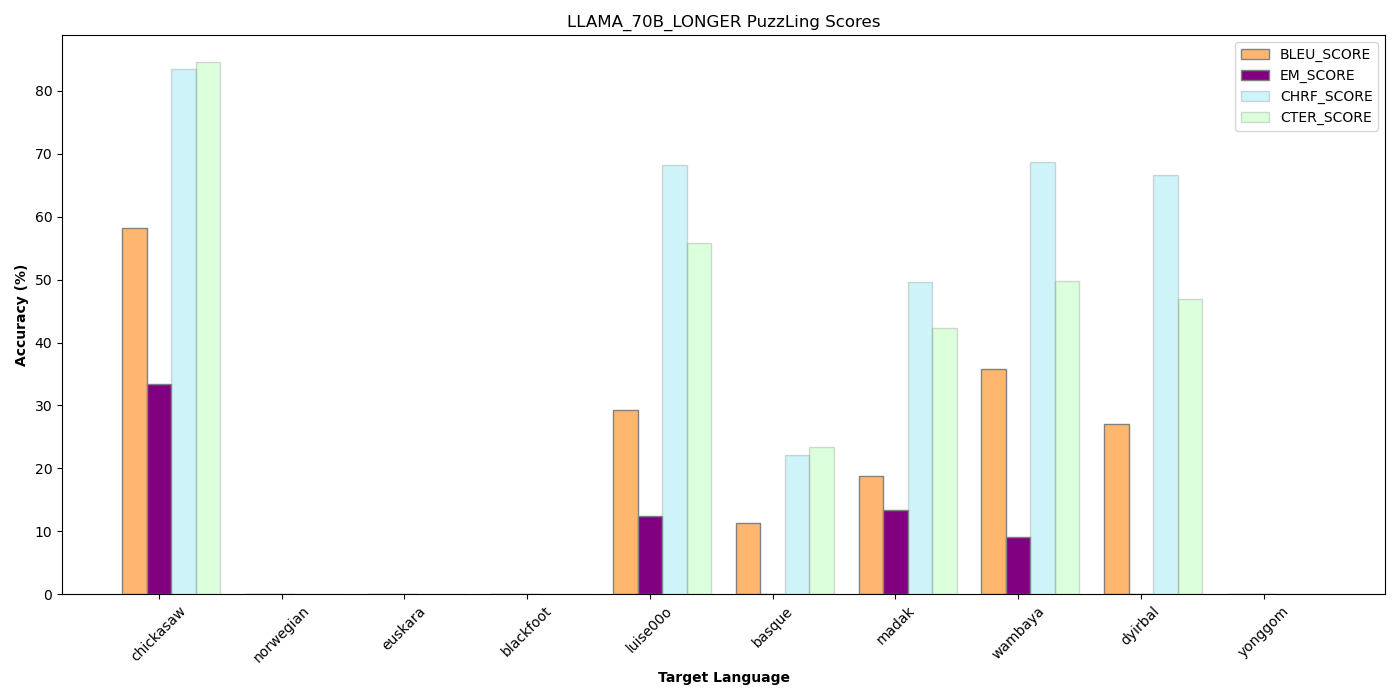 LLAMA_70B_LONGER PuzzLing Scores
BLEU_SCORE
EM_SCORE
CHRF_SCORE
CTER_SCORE
Accuracy (%)
80
70
60
50
40
30
20
10
0
chickasaw
norwegian
euskara
blackfoot
luise00o
basque
madak
wambaya
dyirbal
yonggom
Target Language